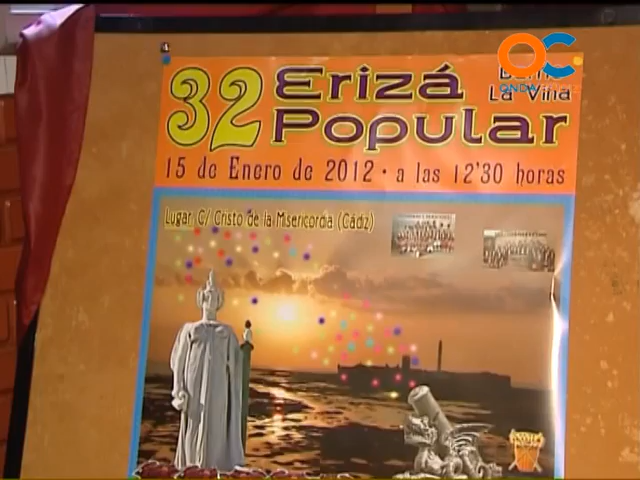 32 Erizá Popular
La Viña
15 de Enero de 2012 · a las 12'30 horas
Lugar C/ Cristo de la Misericordia (Cádiz)
OC